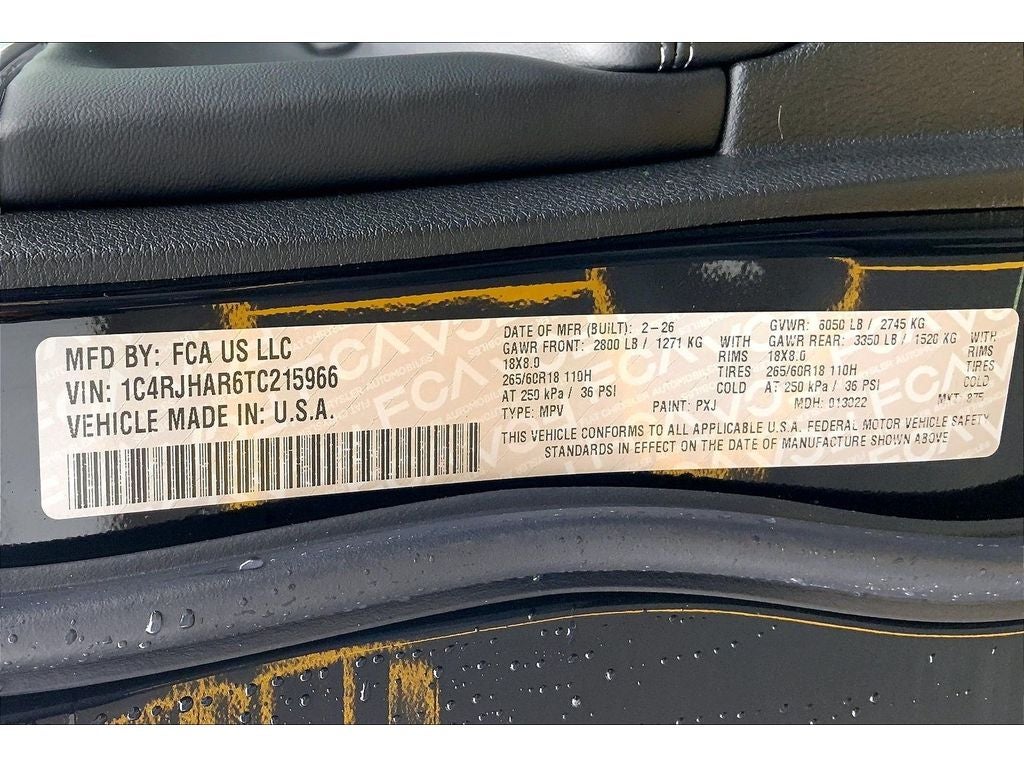 MFD BY: FCA US LLC
VIN: 1C4RJHAR6TC215966
VEHICLE MADE IN: U.S.A.
DATE OF MFR (BUILT): 2-26 GVWR: 6050 LB / 2745 KG
GAWR FRONT: 2800 LB / 1271 KG WITH GAWR REAR: 3350 LB / 1520 KG WITH
18X8.0 RIMS 18X8.0 RIMS
265/60R18 110H TIRES 265/60R18 110H TIRES
AT 250 kPa / 36 PSI COLD AT 250 kPa / 36 PSI COLD
TYPE: MPV PAINT: PXJ MDH: 013022 MKT: 875
THIS VEHICLE CONFORMS TO ALL APPLICABLE U.S.A. FEDERAL MOTOR VEHICLE SAFETY
STANDARDS IN EFFECT ON THE DATE OF MANUFACTURE SHOWN ABOVE